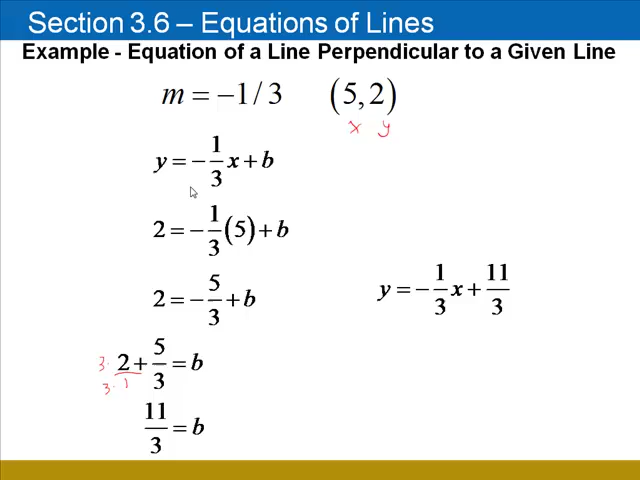 Section 3.6 – Equations of Lines
Example - Equation of a Line Perpendicular to a Given Line
m = −1 / 3 (5, 2)
x y
y = −1/3 x + b
2 = −1/3 (5) + b
2 = −5/3 + b
y = −1/3 x + 11/3
3· 2 + 5/3 = b
3· 1
11/3 = b